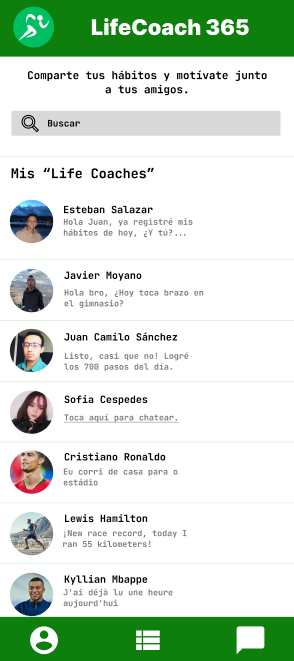 LifeCoach 365
Comparte tus hábitos y motívate junto
a tus amigos.
Buscar
Mis “Life Coaches”
Esteban Salazar
Hola Juan, ya registré mis
hábitos de hoy, ¿Y tú?...
Javier Moyano
Hola bro, ¿Hoy toca brazo en
el gimnasio?
Juan Camilo Sánchez
Listo, casi que no! Logré
los 700 pasos del día.
Sofia Cespedes
Toca aquí para chatear.
Cristiano Ronaldo
Eu corri de casa para o
estádio
Lewis Hamilton
¡New race record, today I
ran 55 kilometers!
Kyllian Mbappe
J'ai déjà lu une heure
aujourd'hui